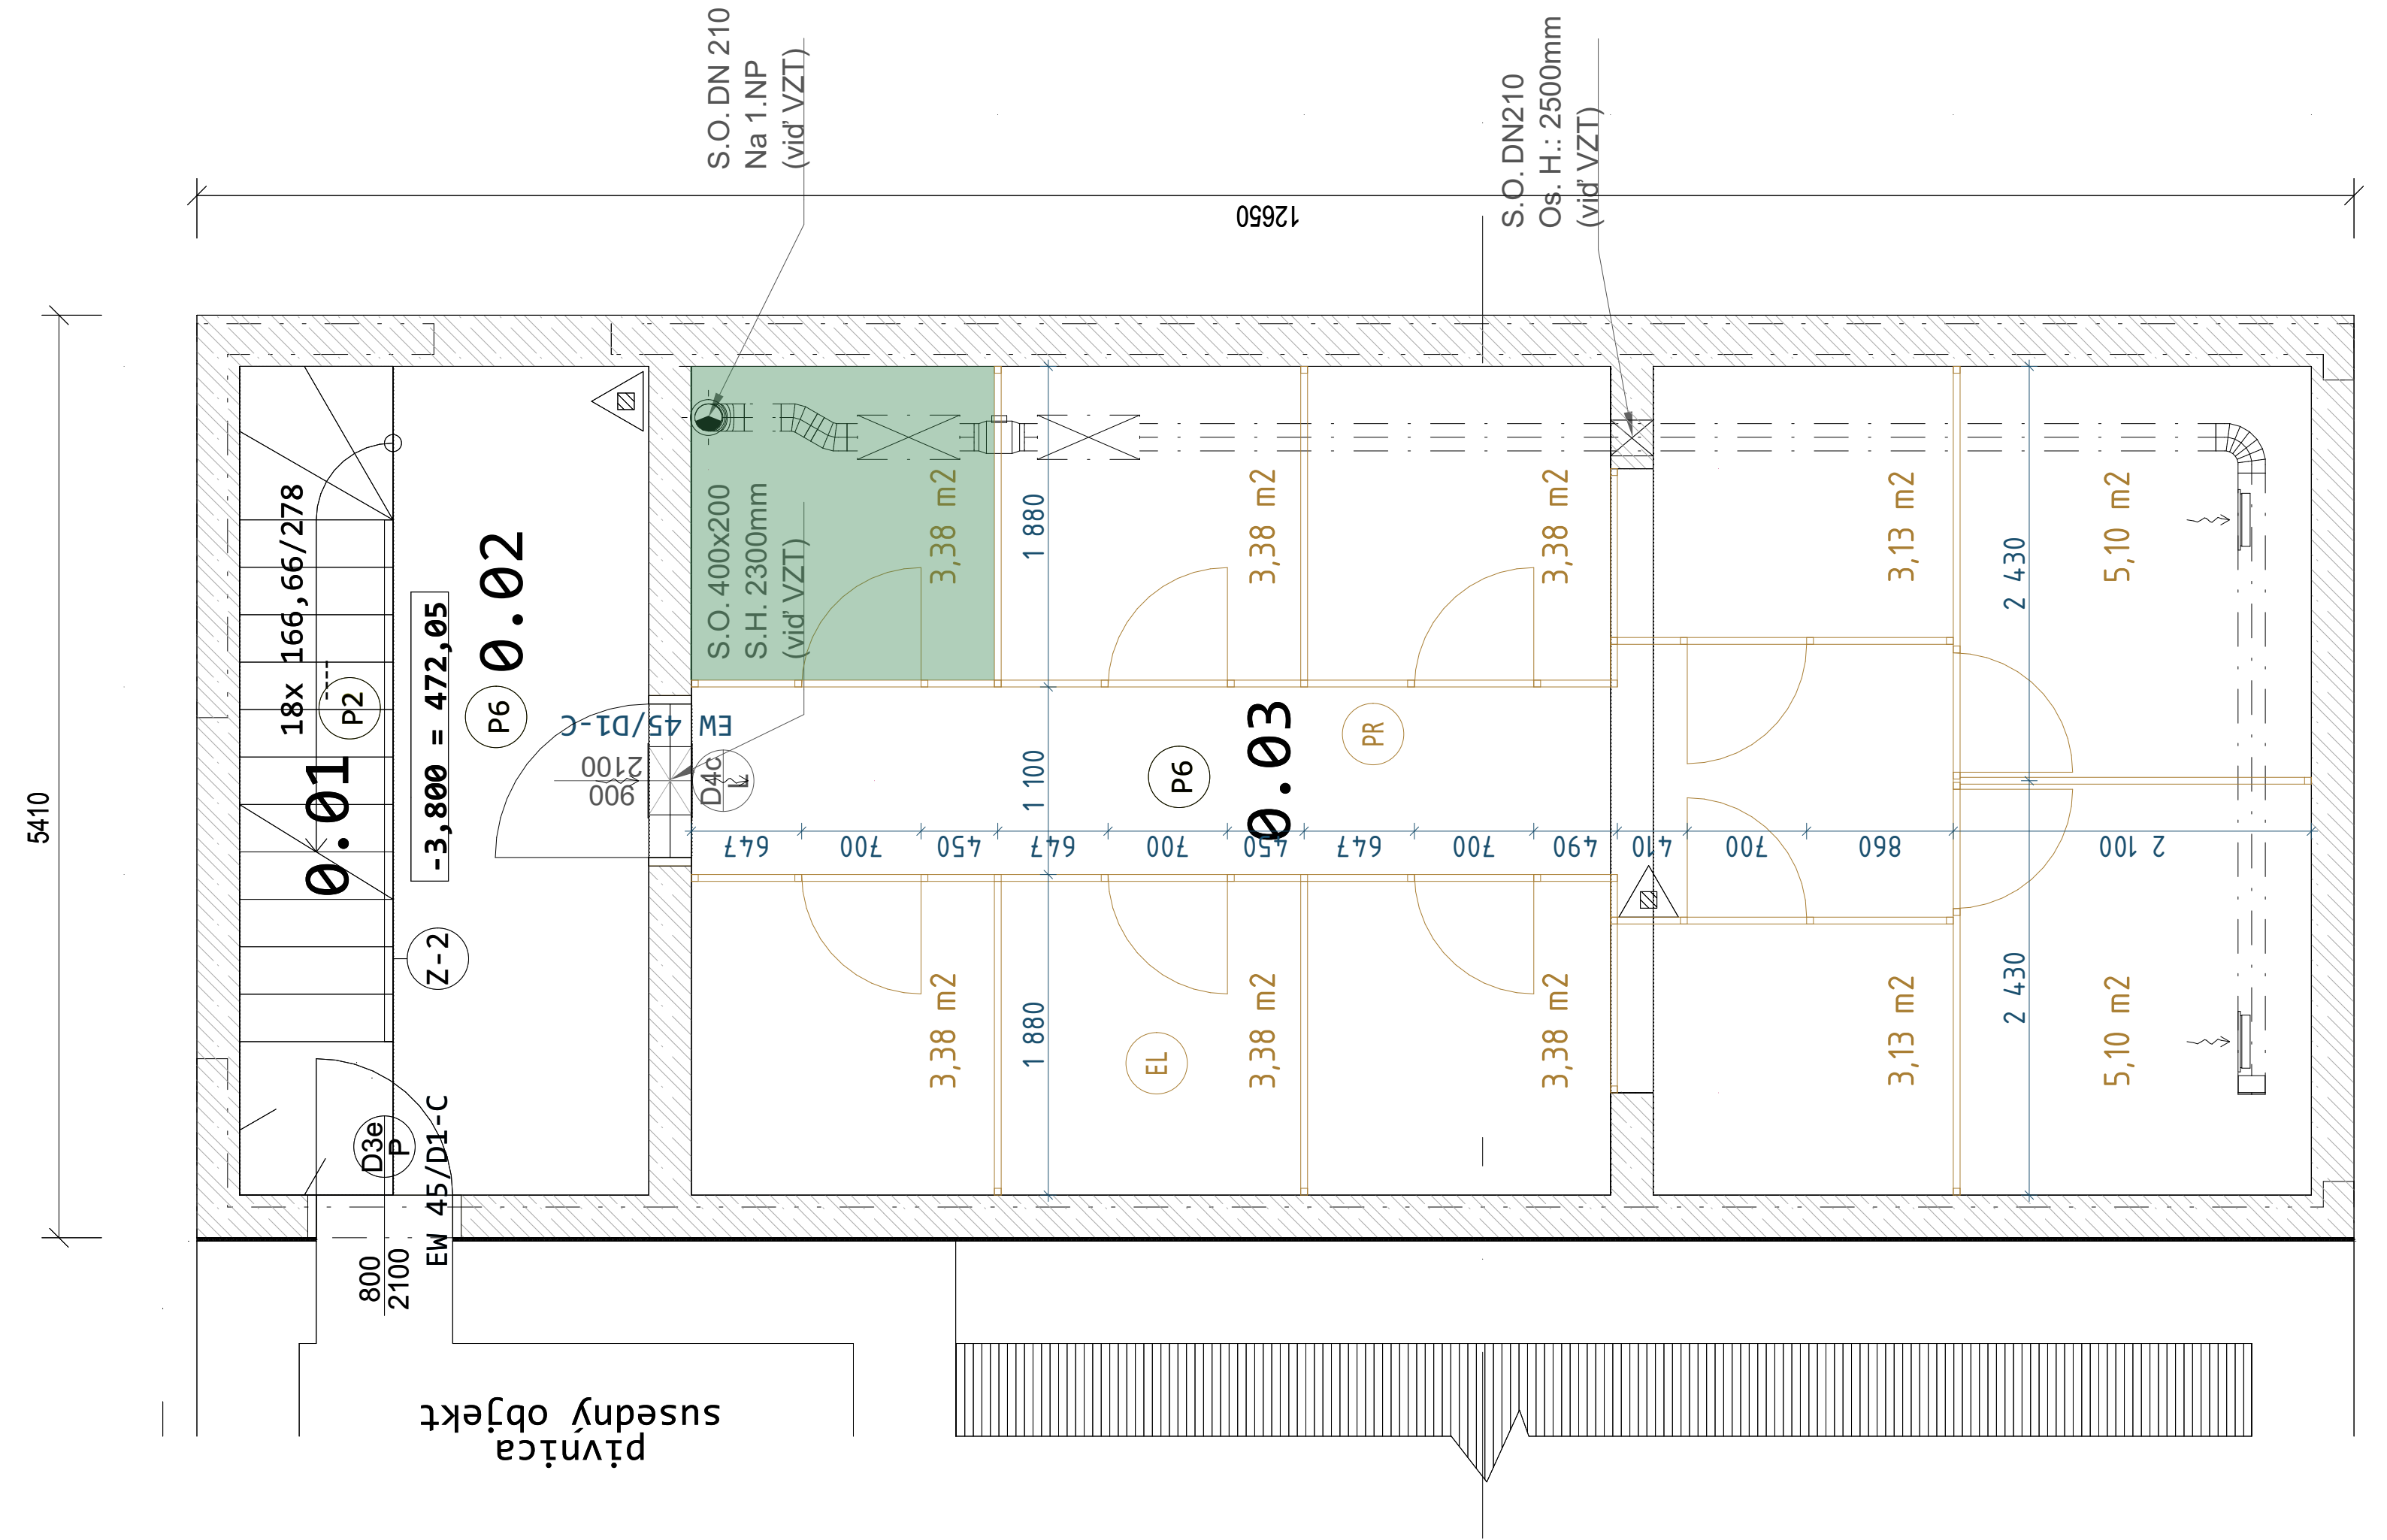 S.O. DN 210
Na 1.NP
(viď VZT)
S.O. DN210
Os. H.: 2500mm
(viď VZT)
12650
5410
18x 166,66/278
P2
0.01
-3,800 = 472,05
P6
0.02
Z-2
D3e
P
EW 45/D1-C
800
2100
EW 45/D1-C
900
2100
D4c
L
S.O. 400x200
S.H. 2300mm
(viď VZT)
3,38 m2
3,38 m2
3,38 m2
3,13 m2
5,10 m2
1 880
2 430
1 100
P6
0.03
PR
647
700
450
647
700
450
647
700
490
410
700
860
2 100
3,38 m2
3,38 m2
3,38 m2
3,13 m2
5,10 m2
1 880
2 430
EL
pivnica
susedný objekt